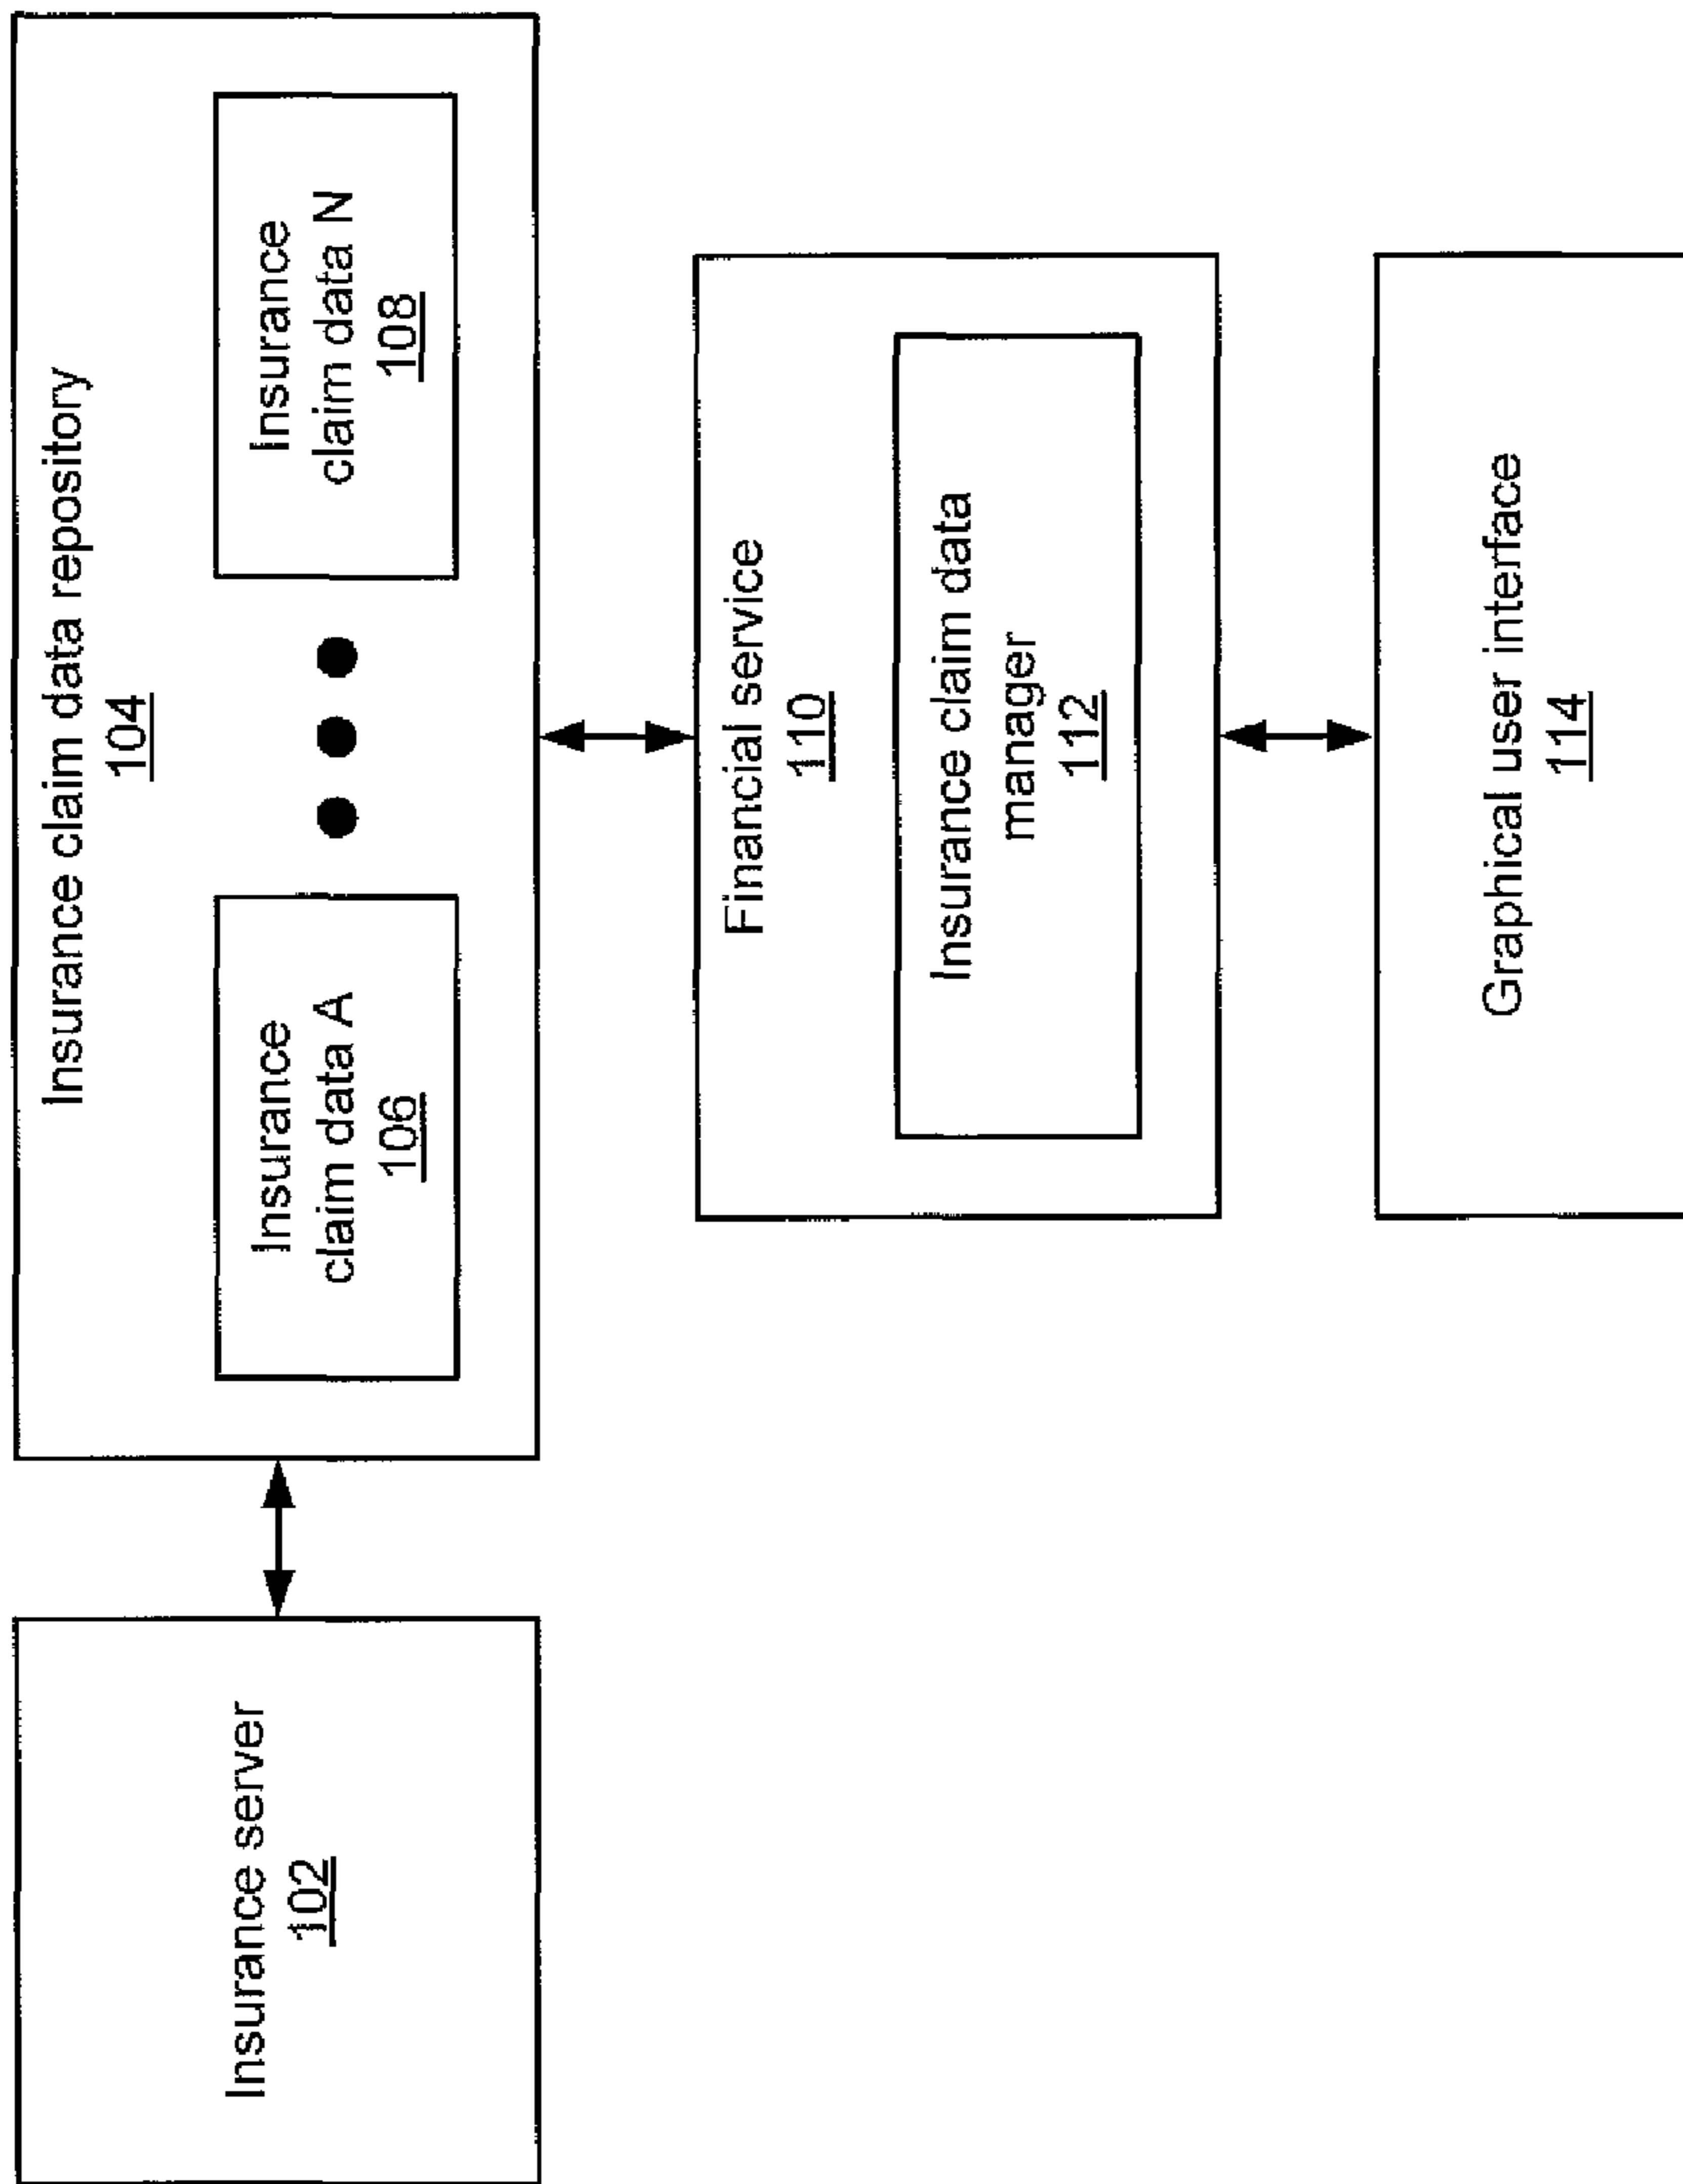 Insurance server
102
Insurance claim data repository
104
Insurance
claim data A
106
Insurance
claim data N
108
Financial service
110
Insurance claim data
manager
112
Graphical user interface
114